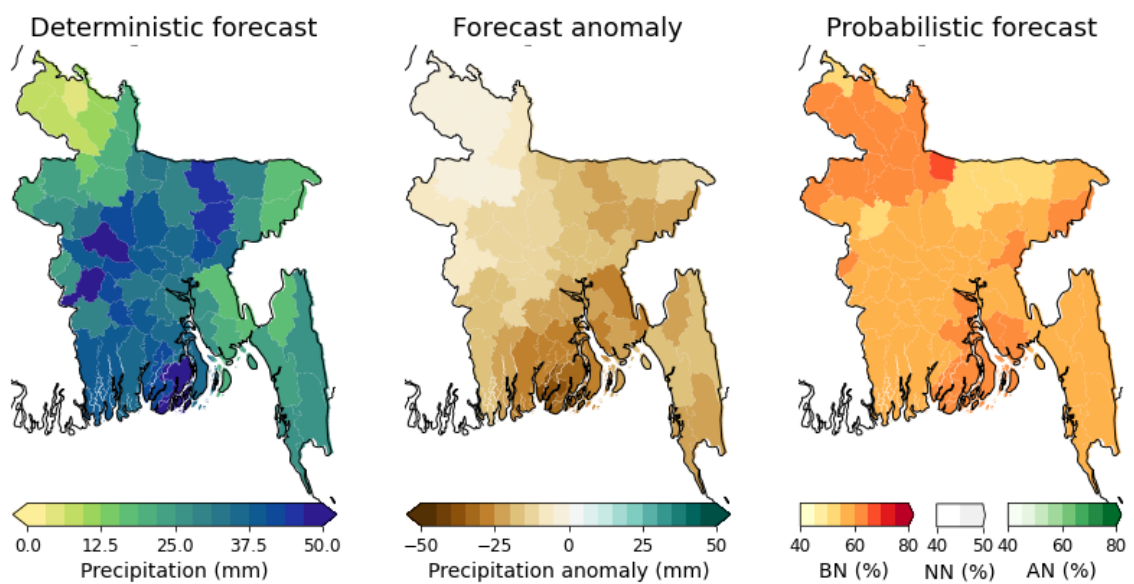 Deterministic forecast
Forecast anomaly
Probabilistic forecast
0.0 12.5 25.0 37.5 50.0
Precipitation (mm)
−50 −25 0 25 50
Precipitation anomaly (mm)
40 60 80
BN (%)
40 50
NN (%)
40 60 80
AN (%)